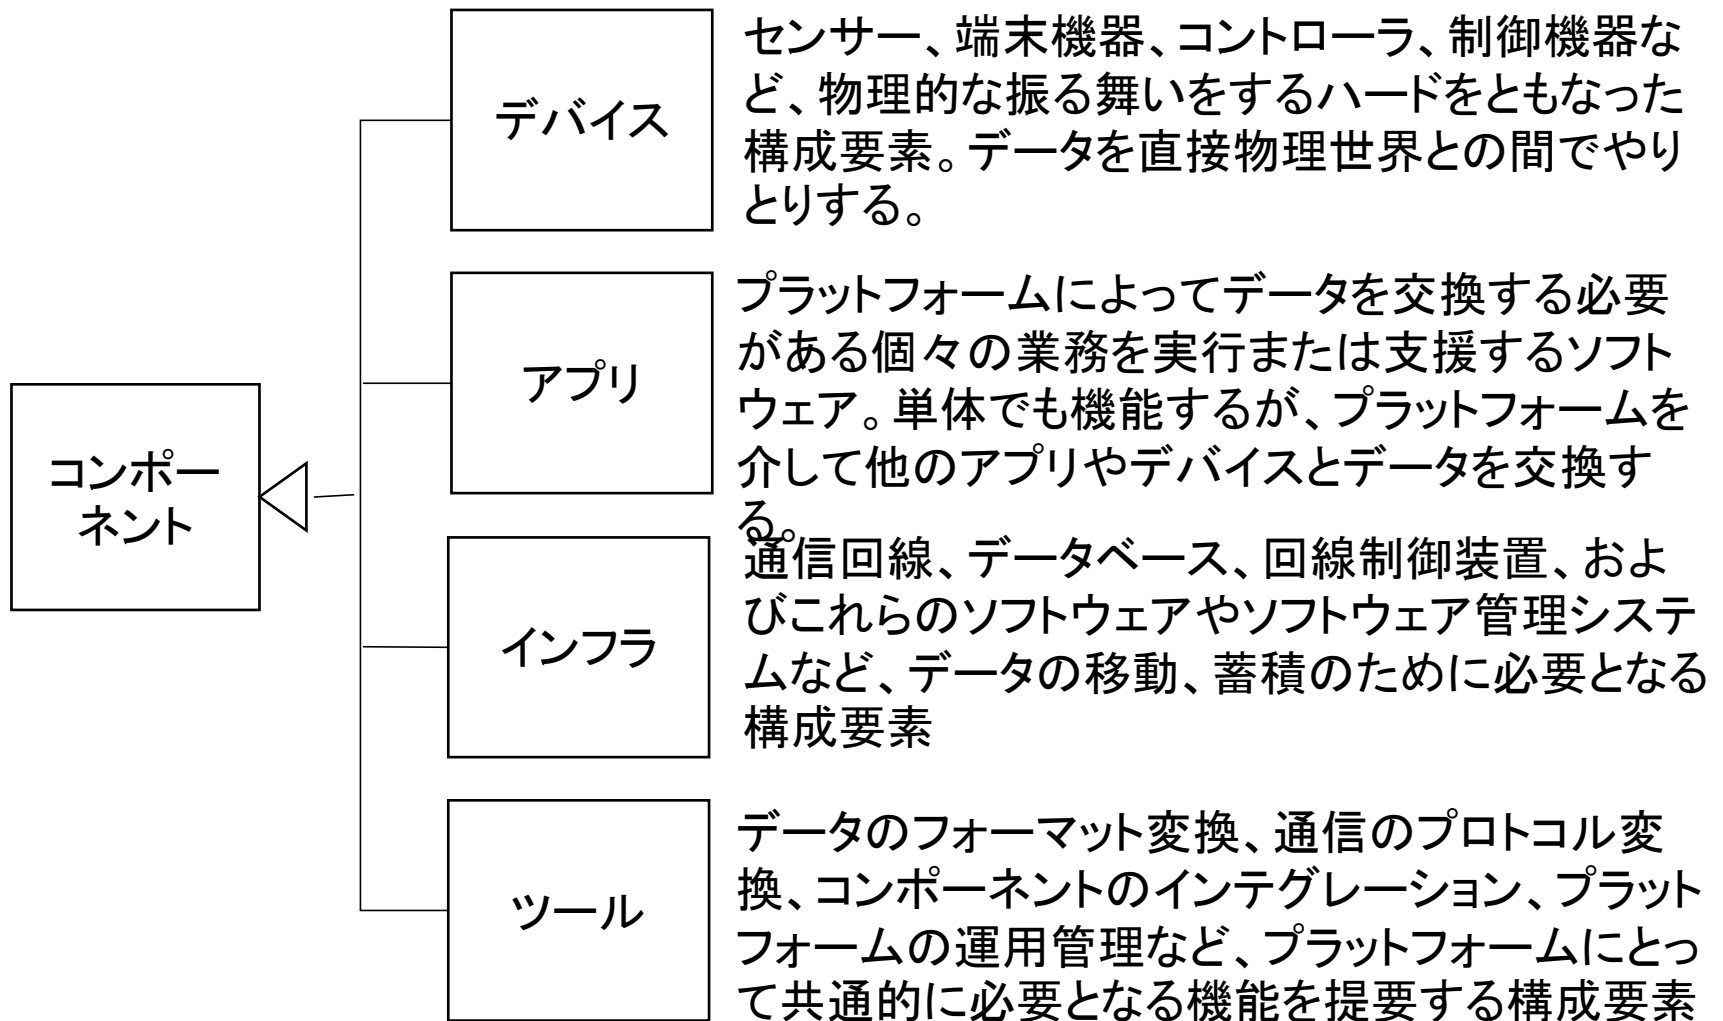 デバイス
センサー、端末機器、コントローラ、制御機器な
ど、物理的な振る舞いをするハードをともなった
構成要素。データを直接物理世界との間でやり
とりする。
アプリ
プラットフォームによってデータを交換する必要
がある個々の業務を実行または支援するソフト
ウェア。単体でも機能するが、プラットフォームを
介して他のアプリやデバイスとデータを交換す
る。
コンポー
ネント
インフラ
通信回線、データベース、回線制御装置、およ
びこれらのソフトウェアやソフトウェア管理システ
ムなど、データの移動、蓄積のために必要となる
構成要素
ツール
データのフォーマット変換、通信のプロトコル変
換、コンポーネントのインテグレーション、プラット
フォームの運用管理など、プラットフォームにとっ
て共通的に必要となる機能を提要する構成要素